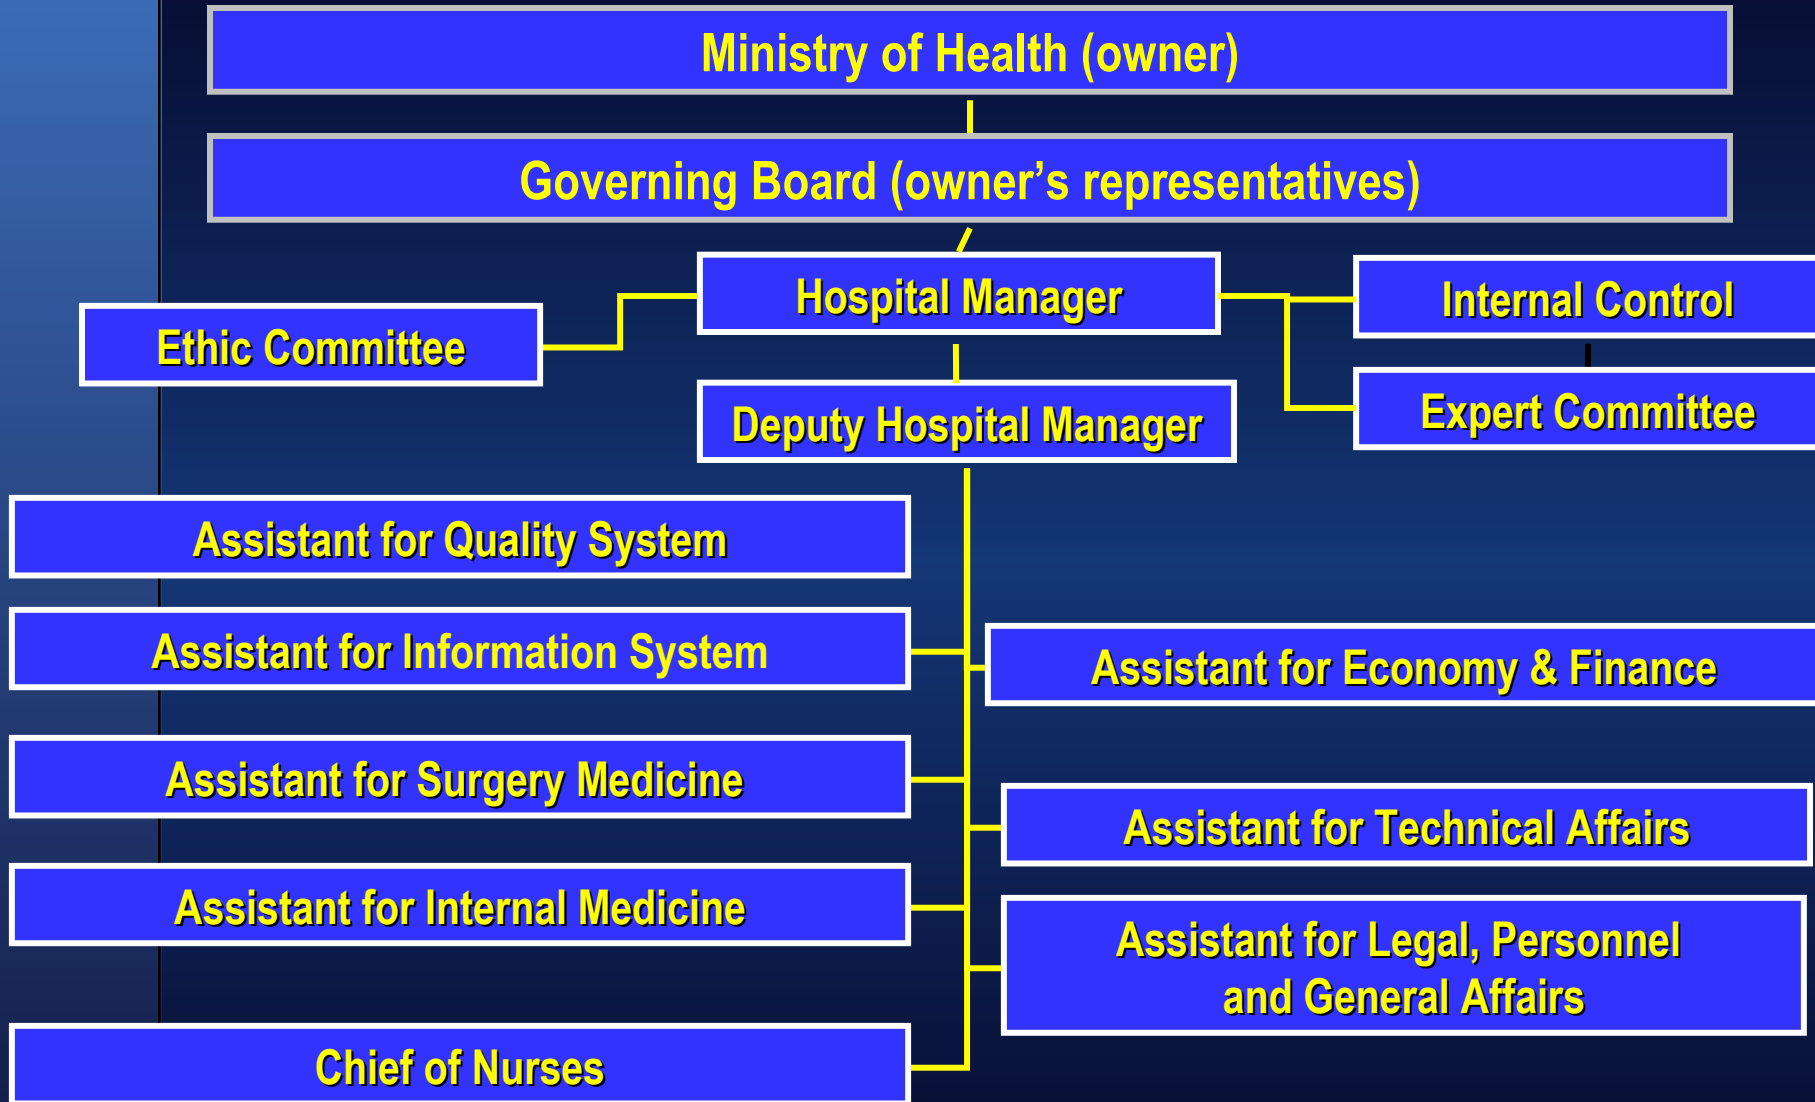 Ministry of Health (owner)
Governing Board (owner’s representatives)
Hospital Manager
Internal Control
Ethic Committee
Expert Committee
Deputy Hospital Manager
Assistant for Quality System
Assistant for Information System
Assistant for Economy & Finance
Assistant for Surgery Medicine
Assistant for Technical Affairs
Assistant for Internal Medicine
Assistant for Legal, Personnel
and General Affairs
Chief of Nurses